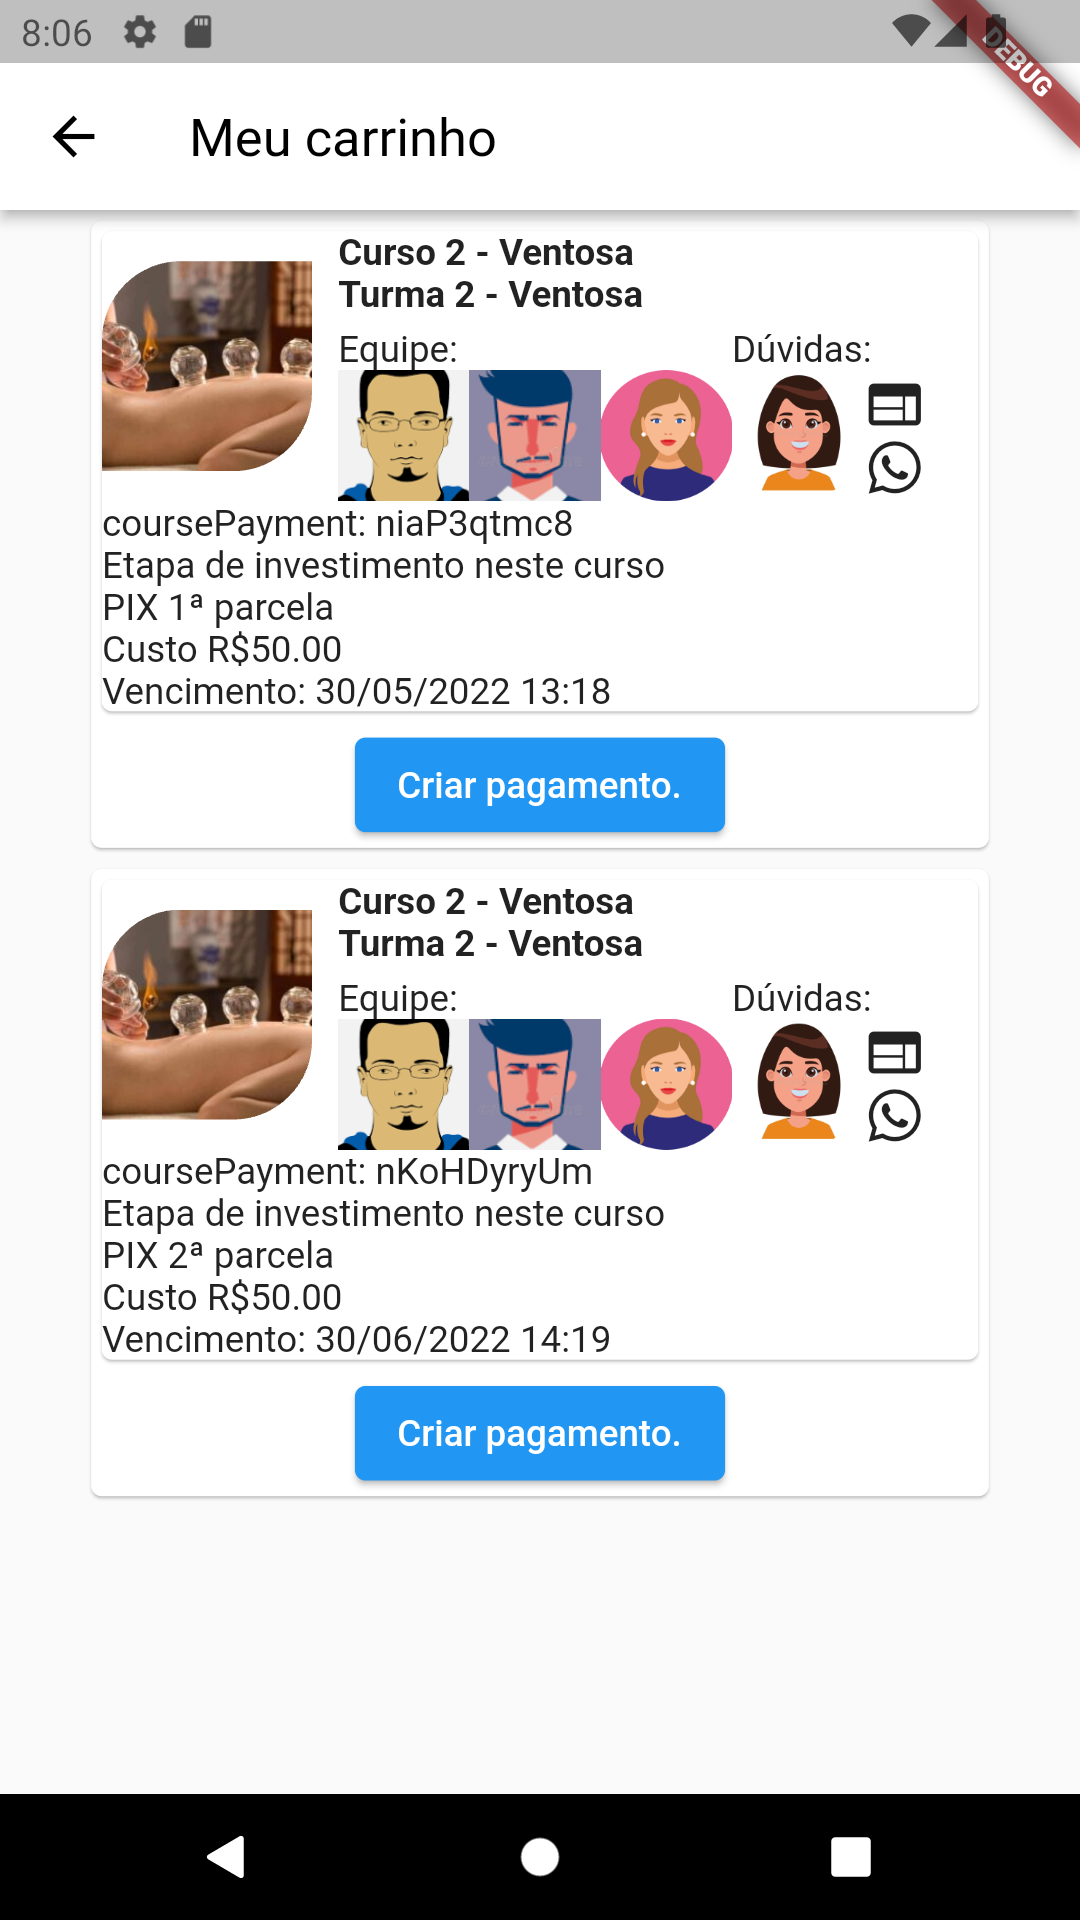 8:06
DEBUG
Meu carrinho
Curso 2 - Ventosa
Turma 2 - Ventosa
Equipe:
Dúvidas:
coursePayment: niaP3qtmc8
Etapa de investimento neste curso
PIX 1ª parcela
Custo R$50.00
Vencimento: 30/05/2022 13:18
Criar pagamento.
Curso 2 - Ventosa
Turma 2 - Ventosa
Equipe:
Dúvidas:
coursePayment: nKoHDyryUm
Etapa de investimento neste curso
PIX 2ª parcela
Custo R$50.00
Vencimento: 30/06/2022 14:19
Criar pagamento.